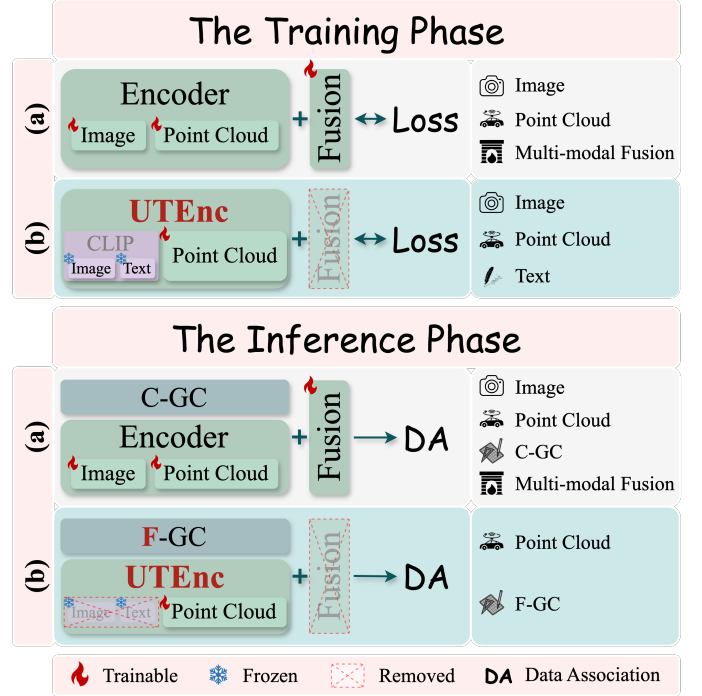 The Training Phase
(a)
Encoder
Image
Point Cloud
+
Fusion
Loss
Image
Point Cloud
Multi-modal Fusion
(b)
UTEnc
CLIP
Image
Text
Point Cloud
+
Fusion
Loss
Image
Point Cloud
Text
The Inference Phase
(a)
C-GC
Encoder
Image
Point Cloud
+
Fusion
DA
Image
Point Cloud
C-GC
Multi-modal Fusion
(b)
F-GC
UTEnc
Image
Text
Point Cloud
+
Fusion
DA
Point Cloud
F-GC
Trainable
Frozen
Removed
DA Data Association